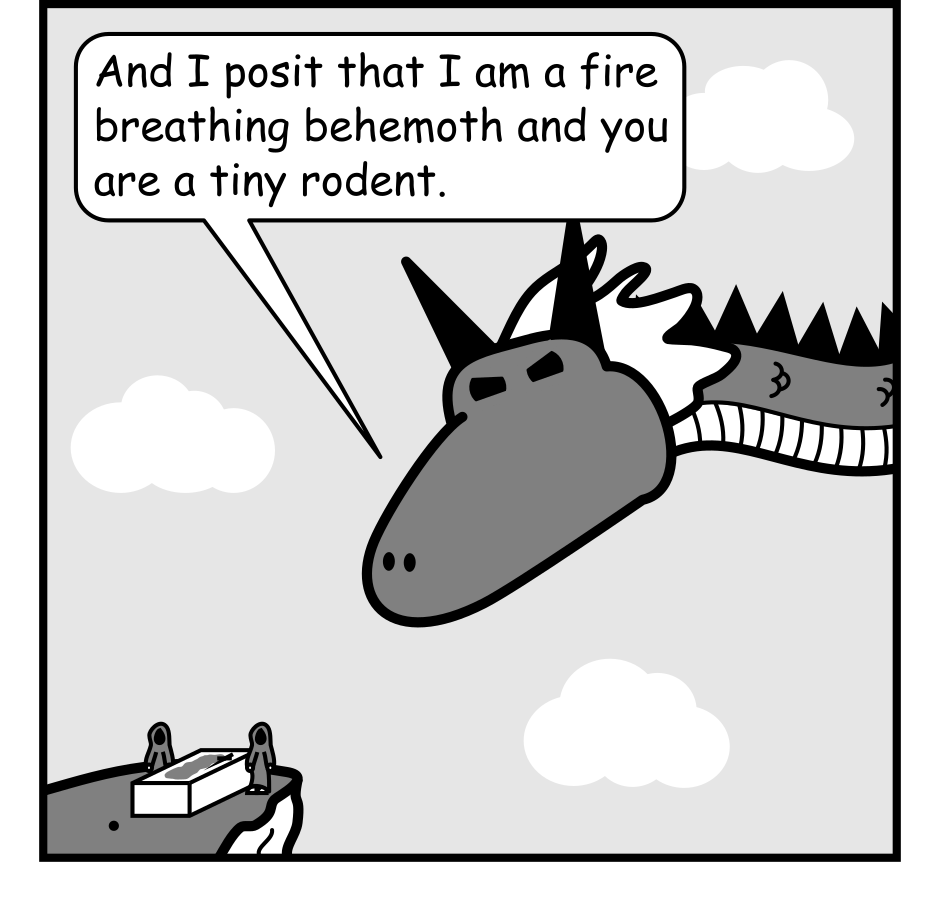 And I posit that I am a fire
breathing behemoth and you
are a tiny rodent.